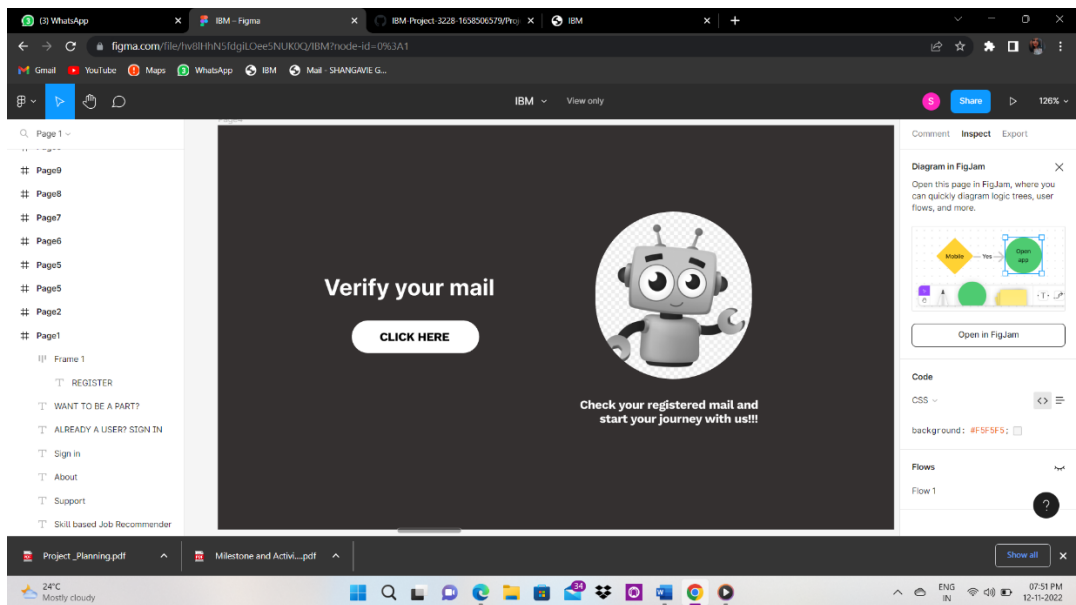 (3) WhatsApp
IBM – Figma
IBM-Project-3228-1658506579/Proj
IBM
figma.com/file/hv8lHhN5fdgiLOee5NUK0Q/IBM?node-id=0%3A1
Gmail
YouTube
Maps
WhatsApp
IBM
Mail - SHANGAVIE G...
IBM
View only
S
Share
126%
Page 1
Comment
Inspect
Export
Page9
Page8
Page7
Page6
Page5
Page5
Page2
Page1
Frame 1
REGISTER
WANT TO BE A PART?
ALREADY A USER? SIGN IN
Sign in
About
Support
Skill based Job Recommender
Verify your mail
CLICK HERE
Check your registered mail and
start your journey with us!!!
Diagram in FigJam
Open this page in FigJam, where you
can quickly diagram logic trees, user
flows, and more.
Mobile
Yes
Open
app
Open in FigJam
Code
CSS
background: #F5F5F5;
Flows
Flow 1
?
Project _Planning.pdf
Milestone and Activi....pdf
Show all
24°C
Mostly cloudy
34
ENG
IN
07:51 PM
12-11-2022